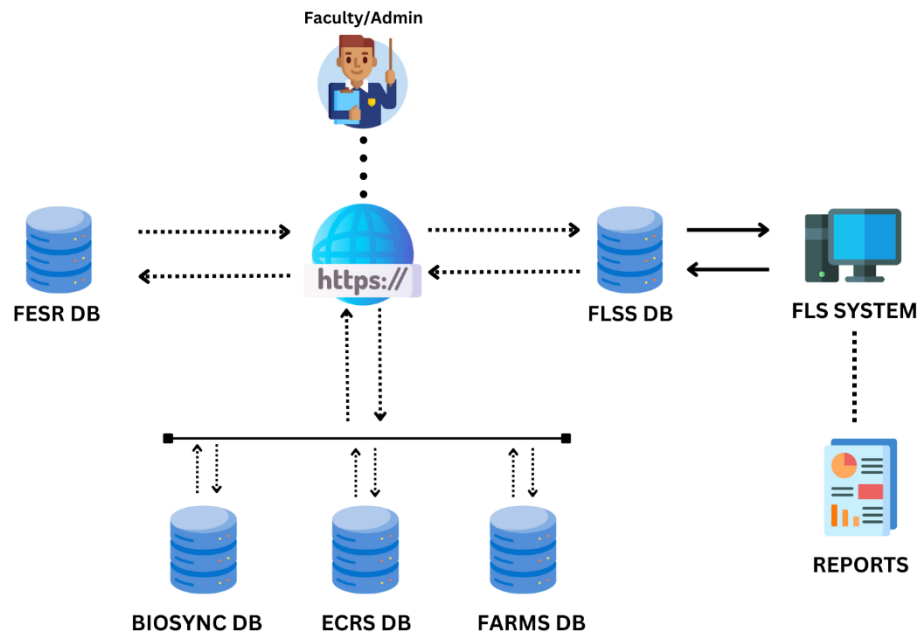 Faculty/Admin
https://
FESR DB
FLSS DB
FLS SYSTEM
BIOSYNC DB
ECRS DB
FARMS DB
REPORTS